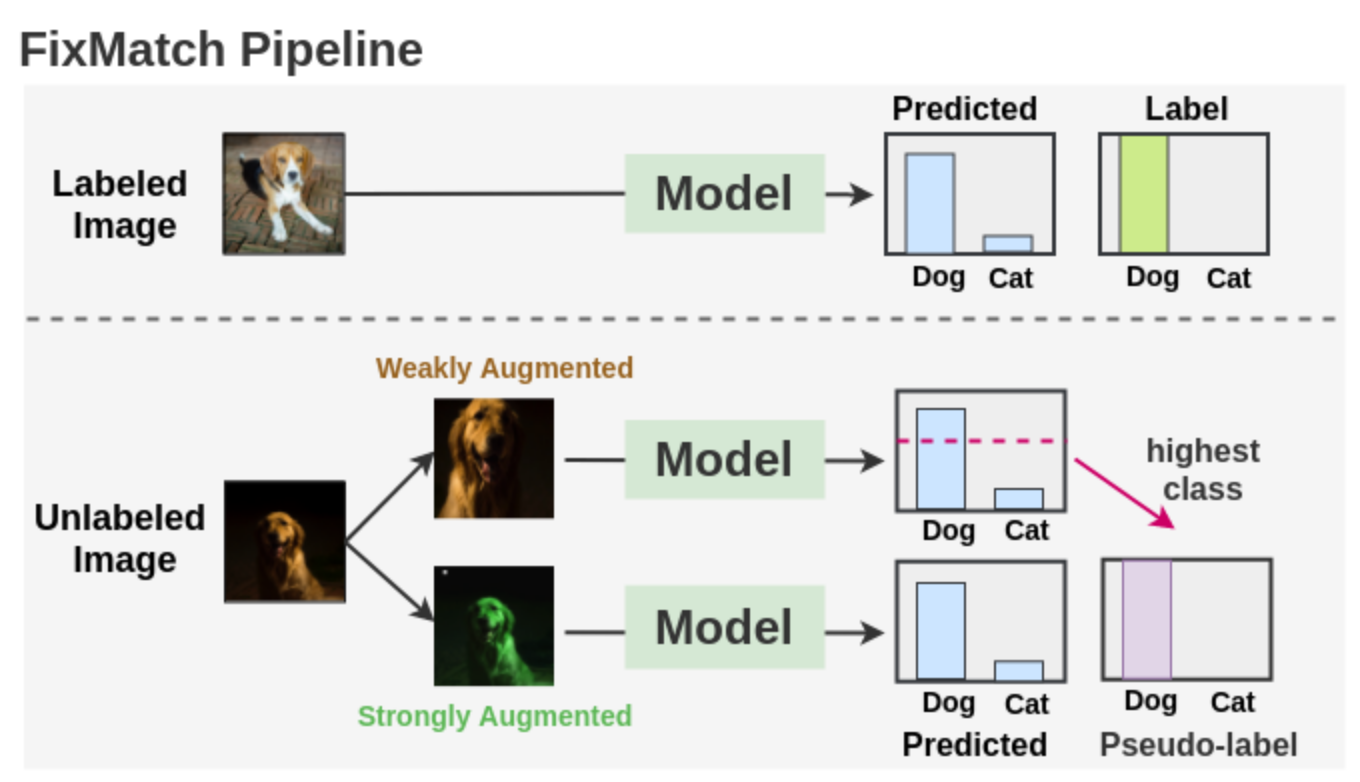 FixMatch Pipeline
Predicted
Label
Labeled
Image
Model
Dog
Cat
Dog
Cat
Weakly Augmented
Model
highest
class
Dog
Cat
Unlabeled
Image
Model
Dog
Cat
Dog
Cat
Strongly Augmented
Predicted
Pseudo-label